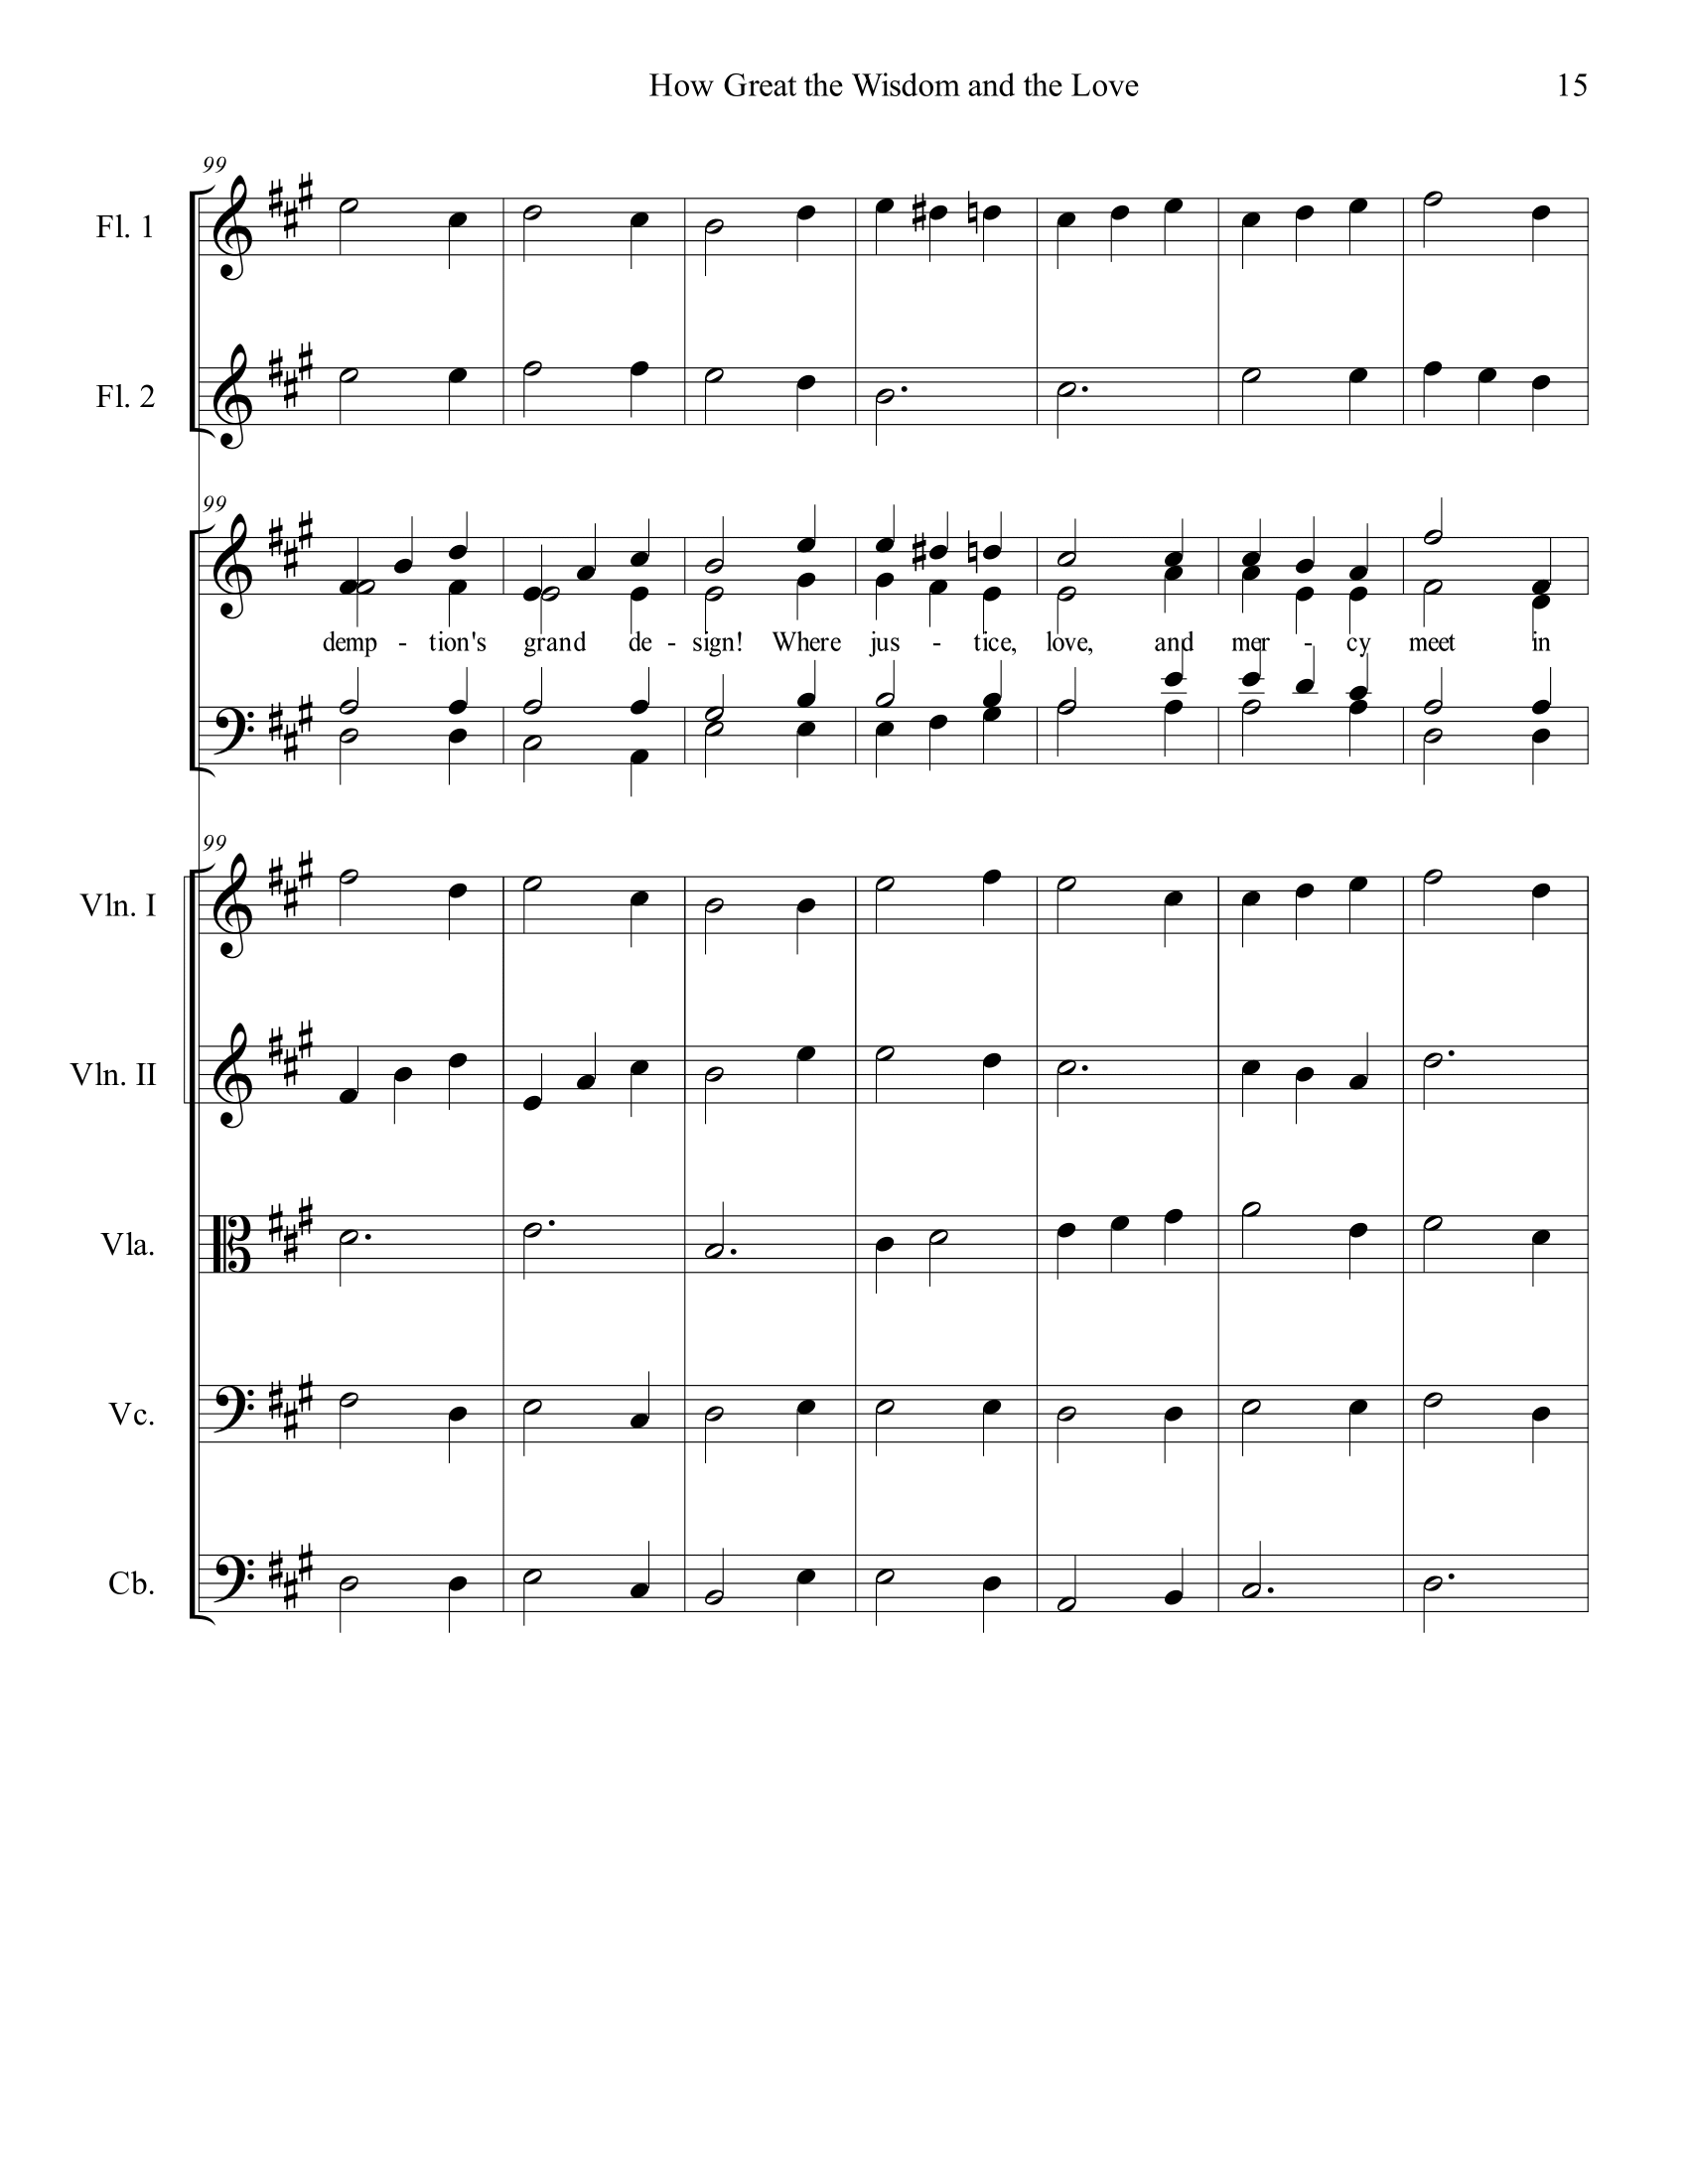 How Great the Wisdom and the Love
15
99
Fl. 1
Fl. 2
99
demp - tion's grand de - sign! Where jus - tice, love, and mer - cy meet in
99
Vln. I
Vln. II
Vla.
Vc.
Cb.